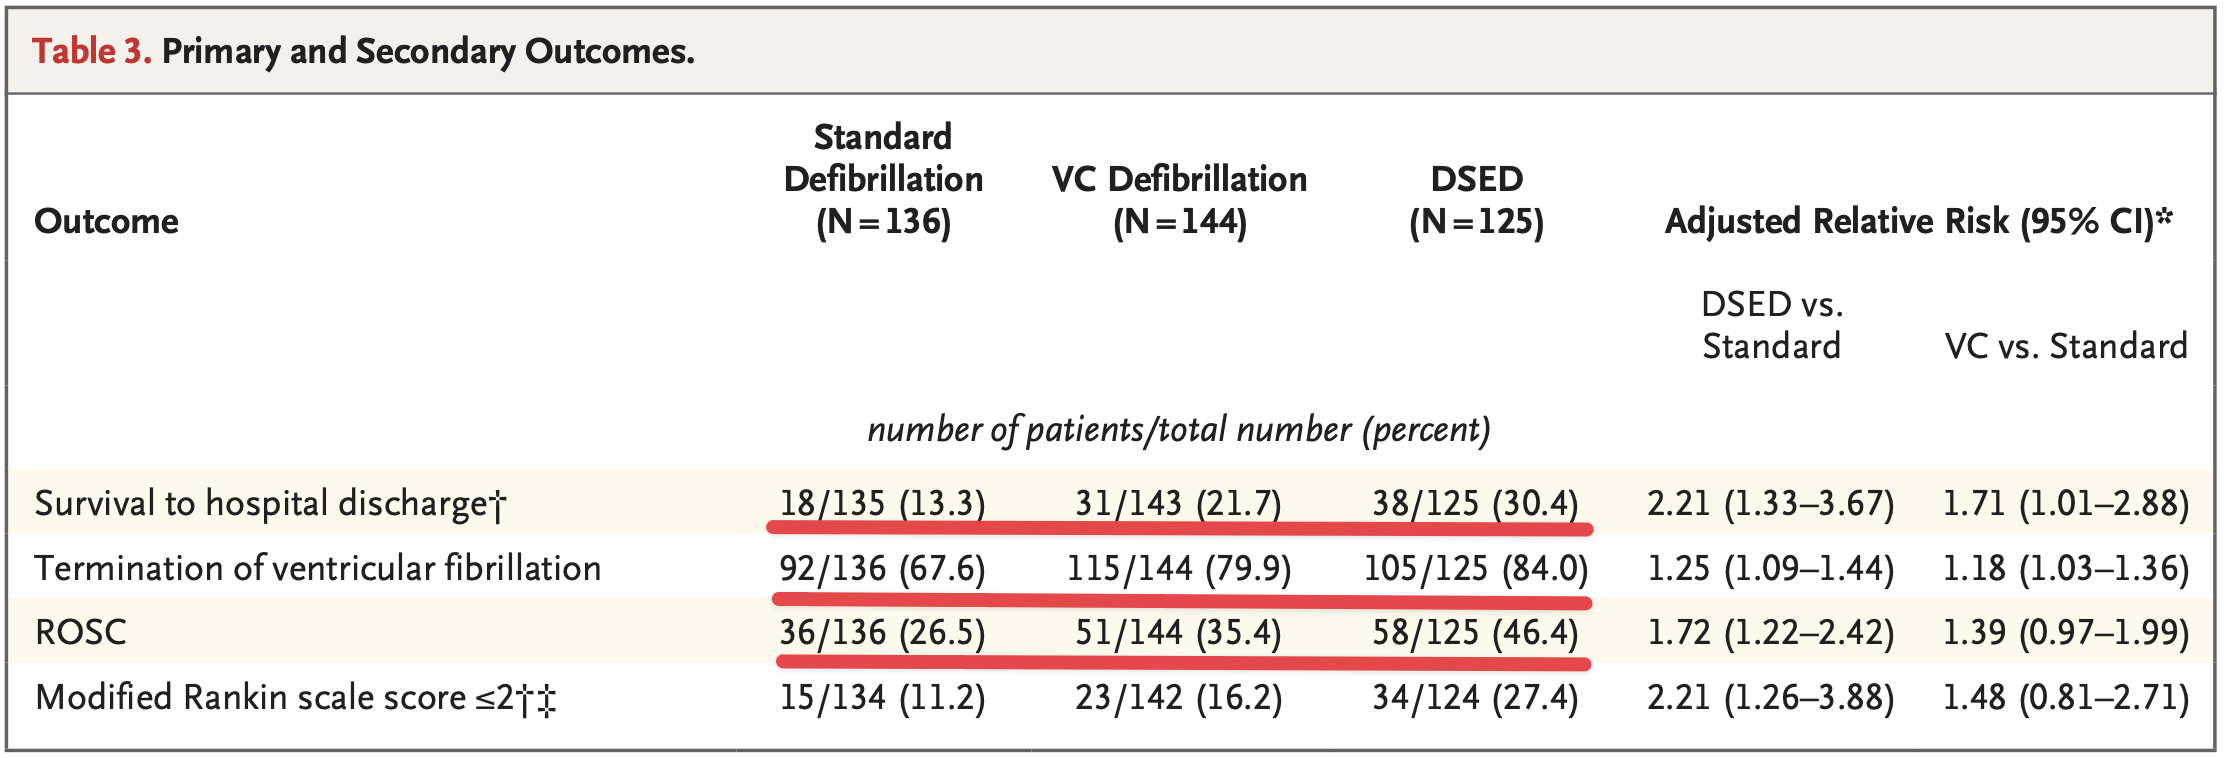 Table 3. Primary and Secondary Outcomes.
Outcome Standard Defibrillation (N=136) VC Defibrillation (N=144) DSED (N=125) Adjusted Relative Risk (95% CI)*
DSED vs. Standard VC vs. Standard
number of patients/total number (percent)
Survival to hospital discharge† 18/135 (13.3) 31/143 (21.7) 38/125 (30.4) 2.21 (1.33–3.67) 1.71 (1.01–2.88)
Termination of ventricular fibrillation 92/136 (67.6) 115/144 (79.9) 105/125 (84.0) 1.25 (1.09–1.44) 1.18 (1.03–1.36)
ROSC 36/136 (26.5) 51/144 (35.4) 58/125 (46.4) 1.72 (1.22–2.42) 1.39 (0.97–1.99)
Modified Rankin scale score ≤2†‡ 15/134 (11.2) 23/142 (16.2) 34/124 (27.4) 2.21 (1.26–3.88) 1.48 (0.81–2.71)